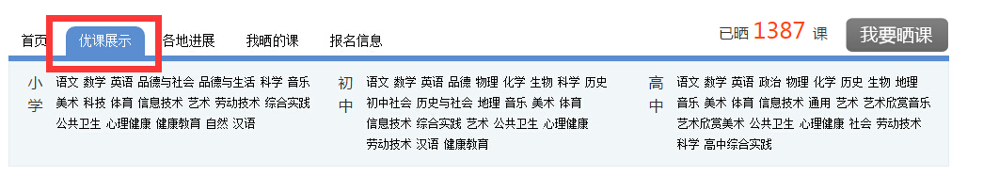 首页 优课展示 各地进展 我晒的课 报名信息 已晒 1387 课 我要晒课
小学
语文 数学 英语 品德与社会 品德与生活 科学 音乐
美术 科技 体育 信息技术 艺术 劳动技术 综合实践
公共卫生 心理健康 健康教育 自然 汉语
初中
语文 数学 英语 品德 物理 化学 生物 科学 历史
初中社会 历史与社会 地理 音乐 美术 体育
信息技术 综合实践 艺术 公共卫生 心理健康
劳动技术 汉语 健康教育
高中
语文 数学 英语 政治 物理 化学 历史 生物 地理
音乐 美术 体育 信息技术 通用 艺术 艺术欣赏音乐
艺术欣赏美术 公共卫生 心理健康 社会 劳动技术
科学 高中综合实践